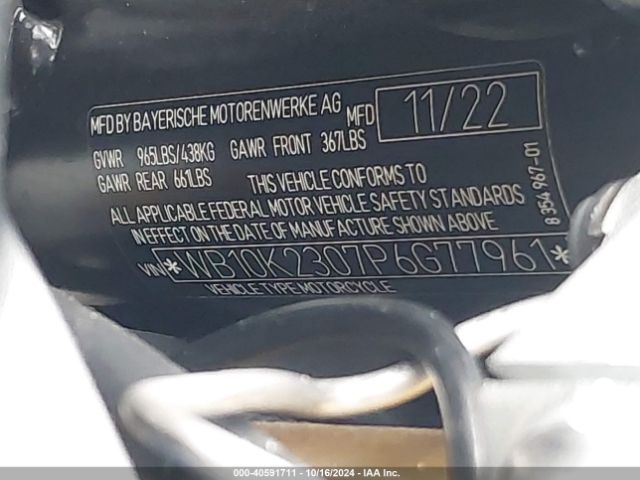 MFD BY BAYERISCHE MOTORENWERKE AG MFD 11/22
GVWR 965LBS/438KG GAWR FRONT 367LBS
GAWR REAR 661LBS THIS VEHICLE CONFORMS TO
ALL APPLICABLE FEDERAL MOTOR VEHICLE SAFETY STANDARDS
IN EFFECT ON THE DATE OF MANUFACTURE SHOWN ABOVE
VIN *WB10K2307P6G77961*
VEHICLE TYPE MOTORCYCLE
8 354 967-01
000-40591711 - 10/16/2024 - IAA Inc.